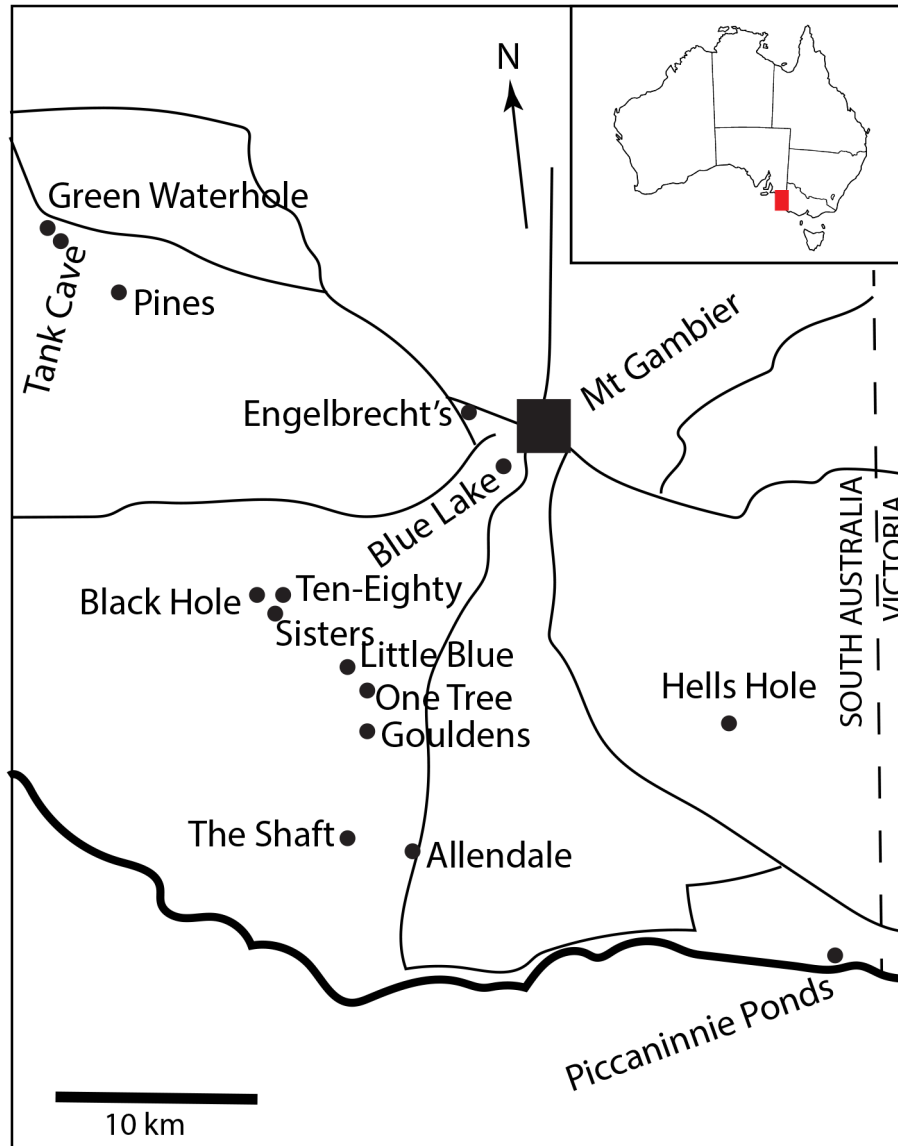 N
Green Waterhole
Tank Cave
Pines
Mt Gambier
Engelbrecht's
Blue Lake
SOUTH AUSTRALIA
VICTORIA
Ten-Eighty
Black Hole
Sisters
Little Blue
One Tree
Hells Hole
Gouldens
The Shaft
Allendale
Piccaninnie Ponds
10 km